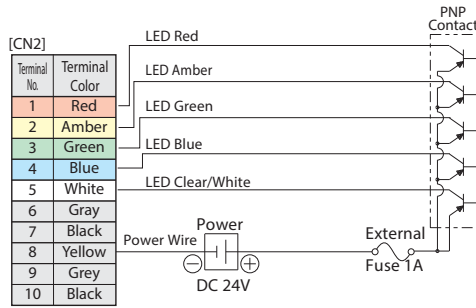 PNP
Contact
LED Red
[CN2]
Terminal No. Terminal Color
LED Amber
1 Red
LED Green
2 Amber
3 Green
LED Blue
4 Blue
5 White
LED Clear/White
6 Gray
7 Black
Power
8 Yellow
Power Wire
External
Fuse 1A
9 Grey
DC 24V
10 Black